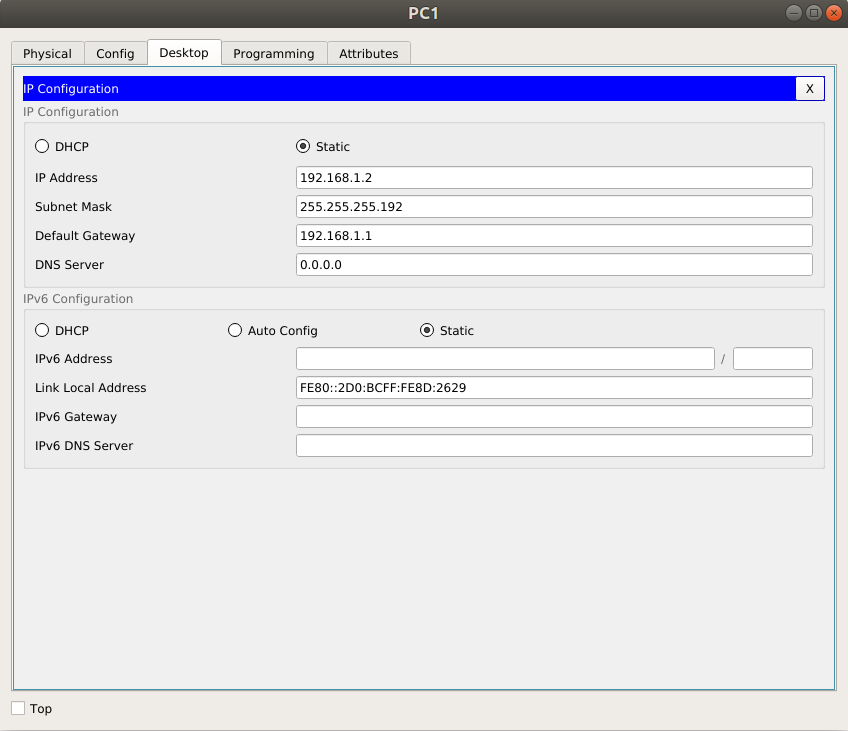 PC1
Physical Config Desktop Programming Attributes
IP Configuration X
IP Configuration
DHCP Static
IP Address 192.168.1.2
Subnet Mask 255.255.255.192
Default Gateway 192.168.1.1
DNS Server 0.0.0.0
IPv6 Configuration
DHCP Auto Config Static
IPv6 Address /
Link Local Address FE80::2D0:BCFF:FE8D:2629
IPv6 Gateway
IPv6 DNS Server
Top